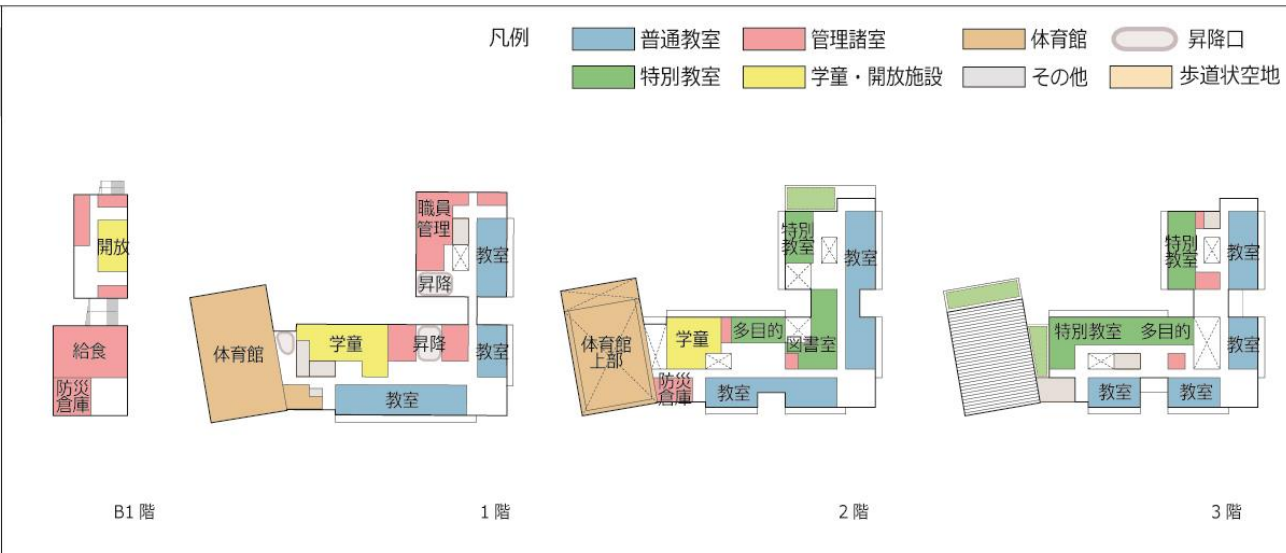 凡例
普通教室
管理諸室
体育館
昇降口
特別教室
学童・開放施設
その他
歩道状空地
開放
給食
防災
倉庫
B1 階
職員
管理
教室
昇降
体育館
学童
昇降
教室
教室
1 階
特別
教室
教室
体育館
上部
学童
多目的
図書室
防災
倉庫
教室
2 階
特別
教室
教室
特別教室
多目的
教室
教室
教室
3 階